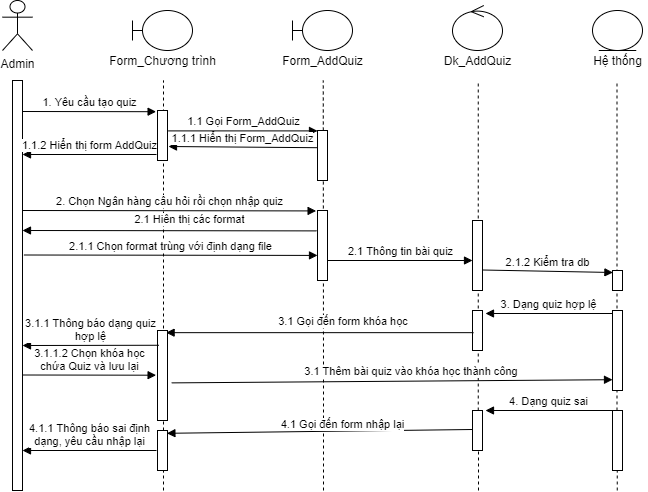 Admin
Form_Chương trình
Form_AddQuiz
Dk_AddQuiz
Hệ thống
1. Yêu cầu tạo quiz
1.1 Gọi Form_AddQuiz
1.1.1 Hiển thị Form_AddQuiz
1.1.2 Hiển thị form AddQuiz
2. Chọn Ngân hàng câu hỏi rồi chọn nhập quiz
2.1 Hiển thị các format
2.1.1 Chọn format trùng với định dạng file
2.1 Thông tin bài quiz
2.1.2 Kiểm tra db
3. Dạng quiz hợp lệ
3.1 Gọi đến form khóa học
3.1.1 Thông báo dạng quiz
hợp lệ
3.1.1.2 Chọn khóa học
chứa Quiz và lưu lại
3.1 Thêm bài quiz vào khóa học thành công
4. Dạng quiz sai
4.1 Gọi đến form nhập lại
4.1.1 Thông báo sai định
dạng, yêu cầu nhập lại